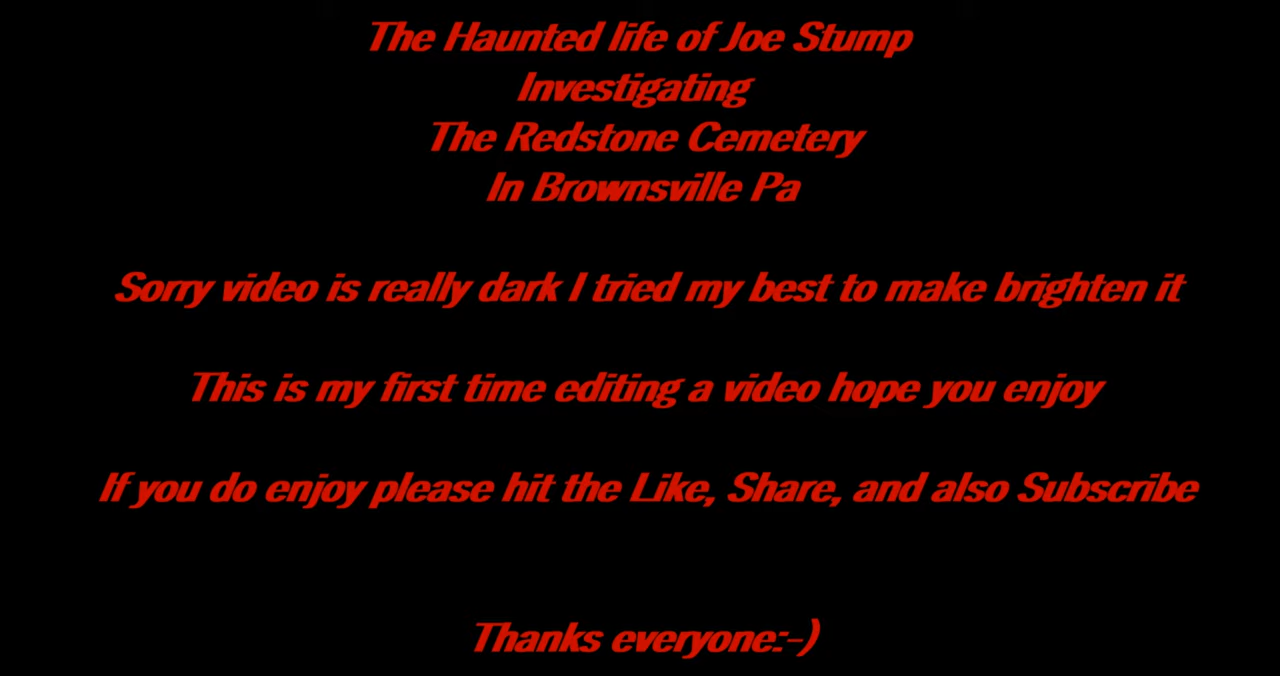 The Haunted life of Joe Stump
Investigating
The Redstone Cemetery
In Brownsville Pa
Sorry video is really dark I tried my best to make brighten it
This is my first time editing a video hope you enjoy
If you do enjoy please hit the Like, Share, and also Subscribe
Thanks everyone:-)